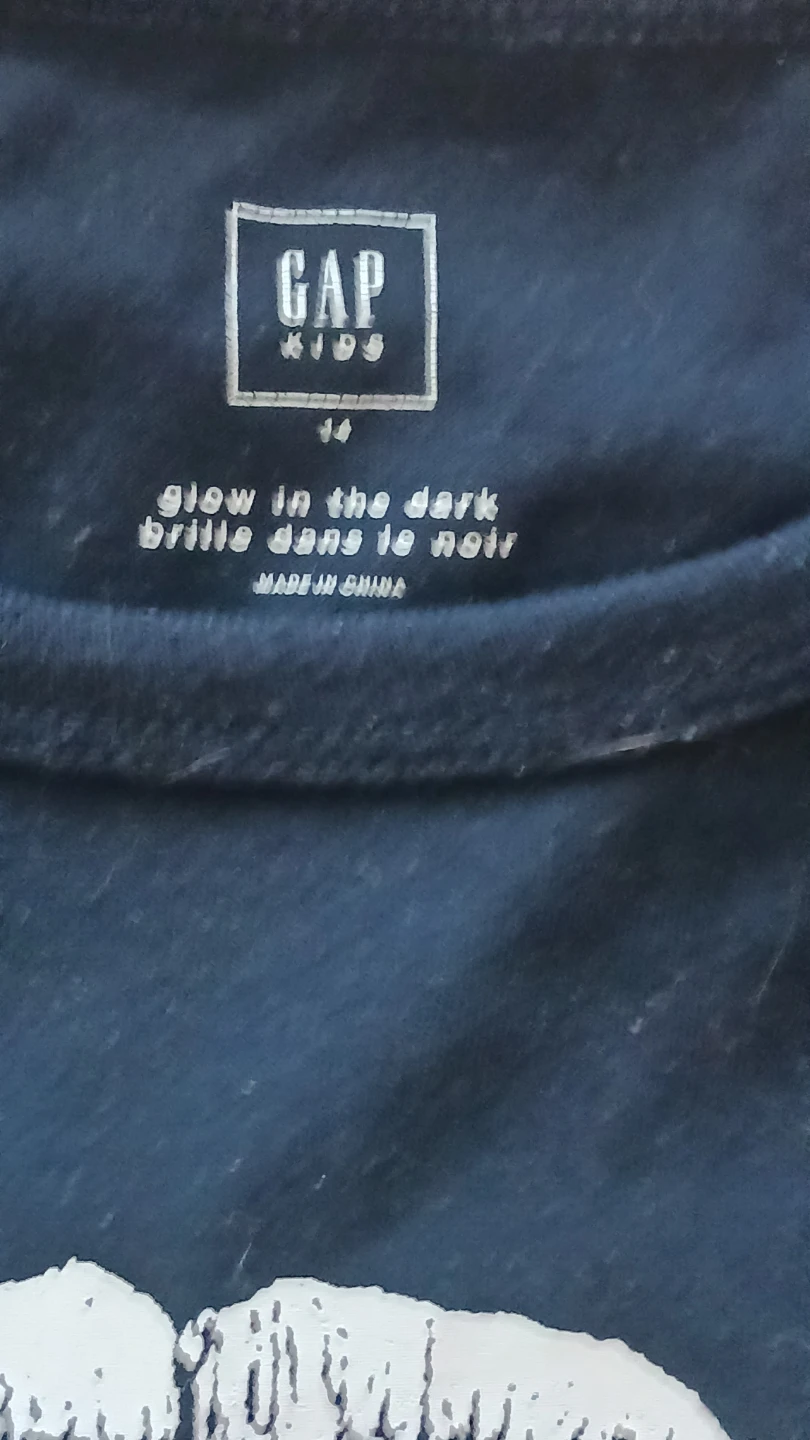 GAP
KIDS
14
glow in the dark
brille dans le noir
MADE IN CHINA